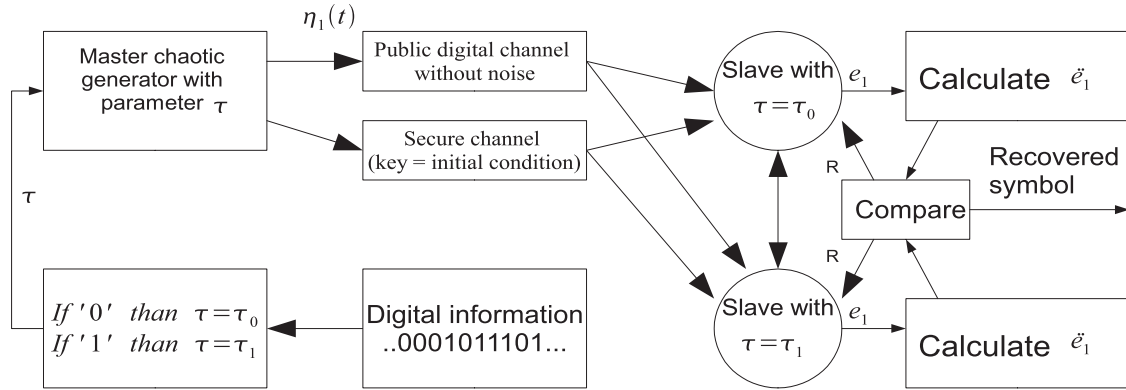 η₁(t)
Master chaotic
generator with
parameter τ
Public digital channel
without noise
Secure channel
(key = initial condition)
Slave with
τ=τ₀
e₁
Calculate ë₁
R
Compare
Recovered
symbol
R
τ
If '0' than τ=τ₀
If '1' than τ=τ₁
Digital information
..0001011101...
Slave with
τ=τ₁
e₁
Calculate ë₁